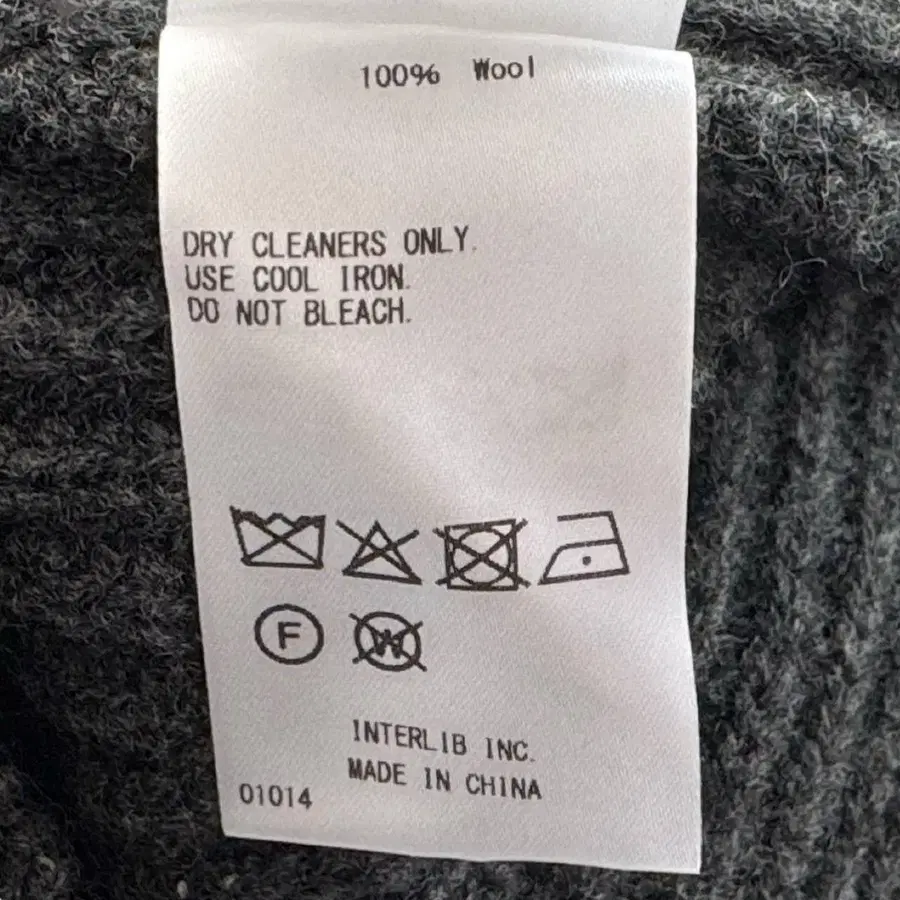 100% Wool
DRY CLEANERS ONLY.
USE COOL IRON.
DO NOT BLEACH.
F
W
INTERLIB INC.
MADE IN CHINA
01014